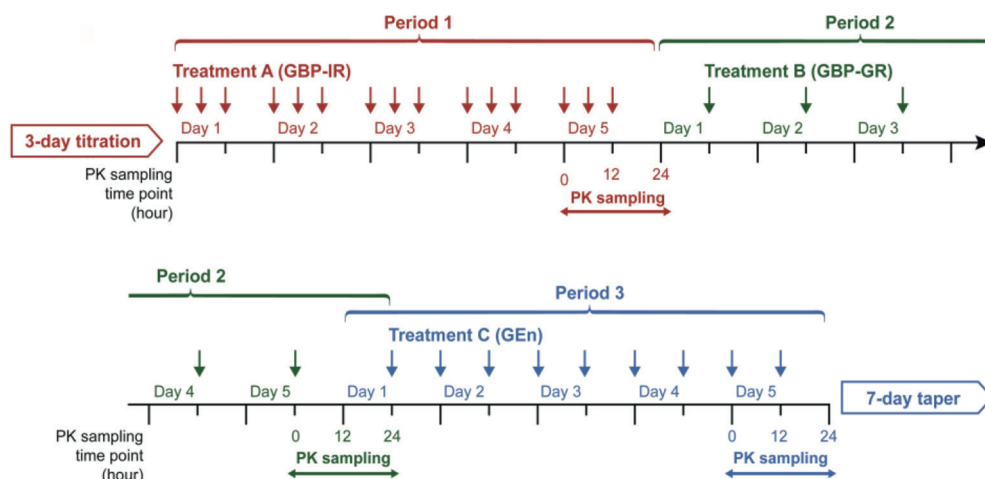 Period 1
Period 2
Treatment A (GBP-IR)
Treatment B (GBP-GR)
3-day titration
Day 1
Day 2
Day 3
Day 4
Day 5
Day 1
Day 2
Day 3
PK sampling
time point
(hour)
0
12
24
PK sampling
Period 2
Period 3
Treatment C (GEn)
Day 4
Day 5
Day 1
Day 2
Day 3
Day 4
Day 5
7-day taper
PK sampling
time point
(hour)
0
12
24
0
12
24
PK sampling
PK sampling